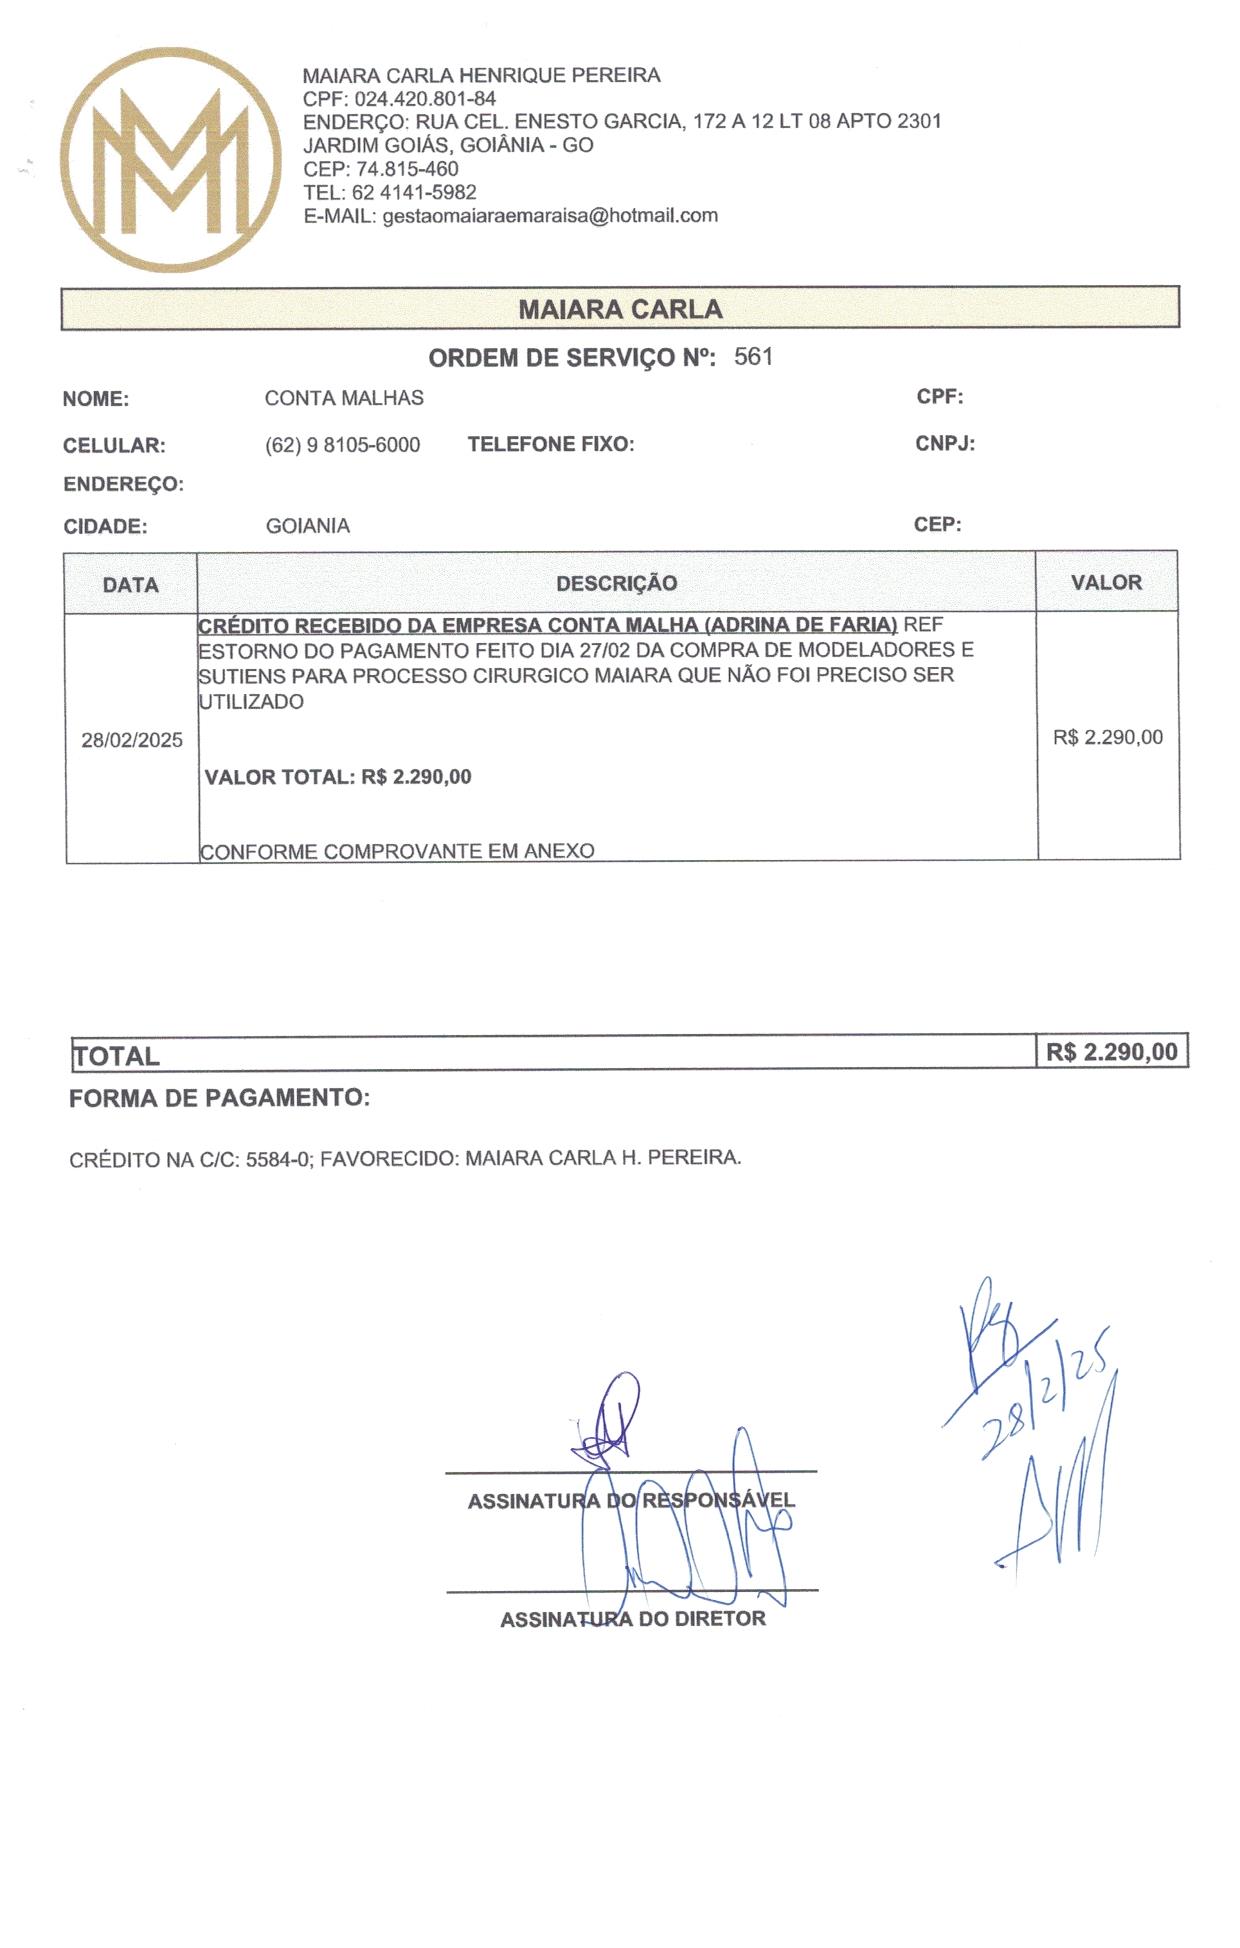 MAIARA CARLA HENRIQUE PEREIRA
CPF: 024.420.801-84
ENDERÇO: RUA CEL. ENESTO GARCIA, 172 A 12 LT 08 APTO 2301
JARDIM GOIÁS, GOIÂNIA - GO
CEP: 74.815-460
TEL: 62 4141-5982
E-MAIL: gestaomaiaraemaraisa@hotmail.com
MAIARA CARLA
ORDEM DE SERVIÇO Nº: 561
NOME: CONTA MALHAS CPF:
CELULAR: (62) 9 8105-6000 TELEFONE FIXO: CNPJ:
ENDEREÇO:
CIDADE: GOIANIA CEP:
DATA DESCRIÇÃO VALOR
CRÉDITO RECEBIDO DA EMPRESA CONTA MALHA (ADRINA DE FARIA) REF
ESTORNO DO PAGAMENTO FEITO DIA 27/02 DA COMPRA DE MODELADORES E
SUTIENS PARA PROCESSO CIRURGICO MAIARA QUE NÃO FOI PRECISO SER
UTILIZADO
28/02/2025 R$ 2.290,00
VALOR TOTAL: R$ 2.290,00
CONFORME COMPROVANTE EM ANEXO
TOTAL R$ 2.290,00
FORMA DE PAGAMENTO:
CRÉDITO NA C/C: 5584-0; FAVORECIDO: MAIARA CARLA H. PEREIRA.
28/2/25
ASSINATURA DO RESPONSÁVEL
ASSINATURA DO DIRETOR